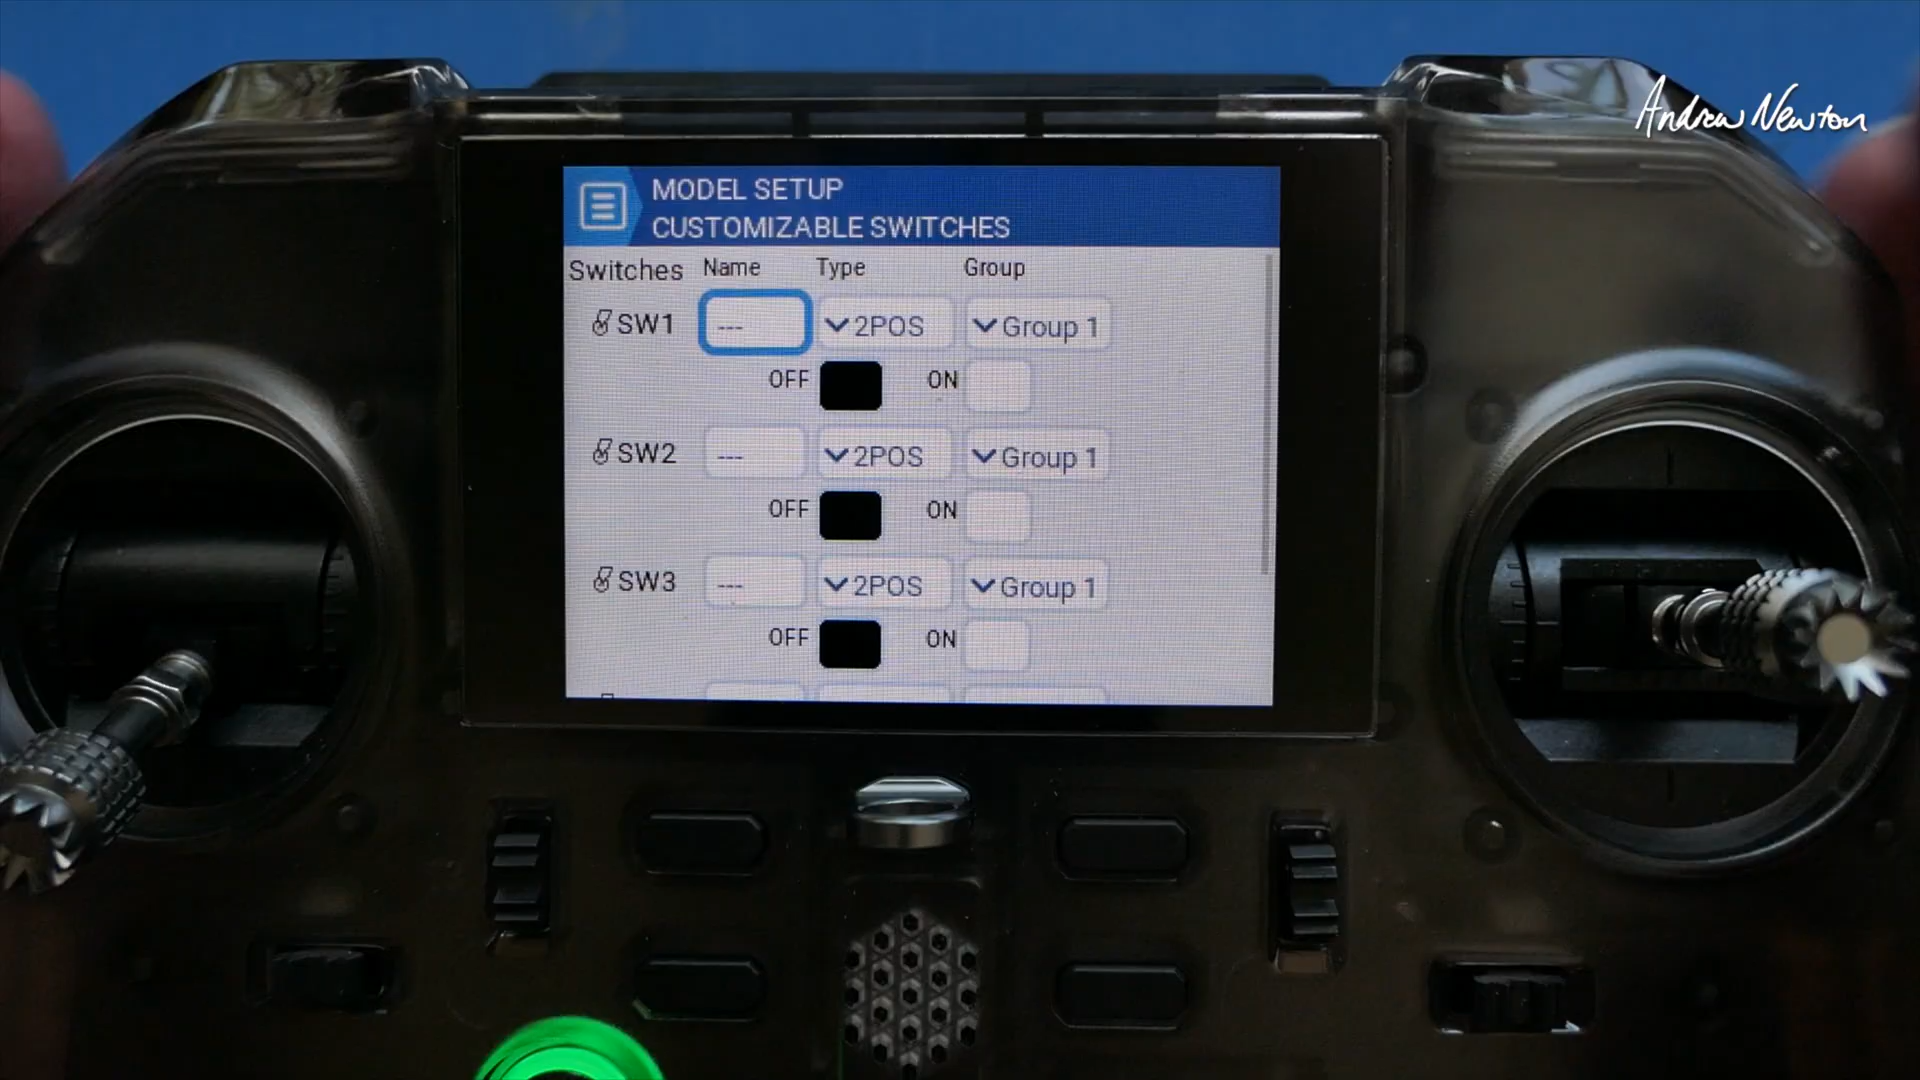 Andrew Newton
MODEL SETUP
CUSTOMIZABLE SWITCHES
Switches Name Type Group
SW1 --- 2POS Group 1
OFF ON
SW2 --- 2POS Group 1
OFF ON
SW3 --- 2POS Group 1
OFF ON